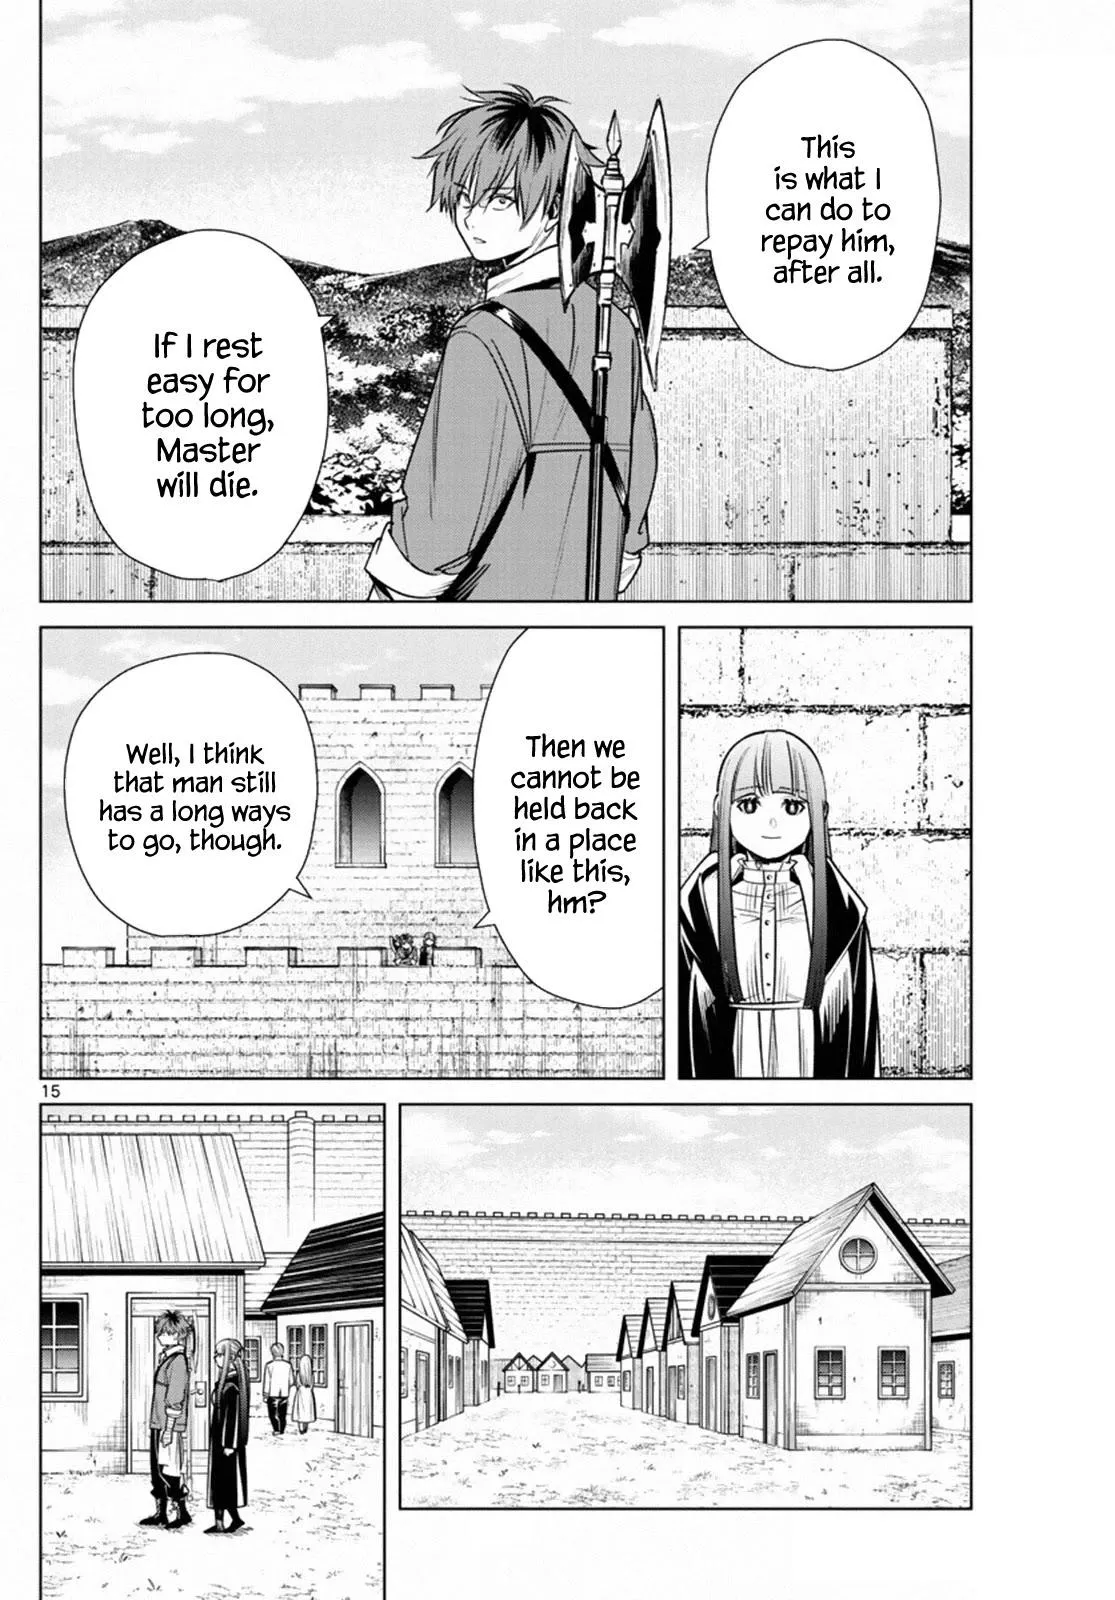 This
is what I
can do to
repay him,
after all.
If I rest
easy for
too long,
Master
will die.
Then we
cannot be
held back
in a place
like this,
hm?
Well, I think
that man still
has a long ways
to go, though.
15